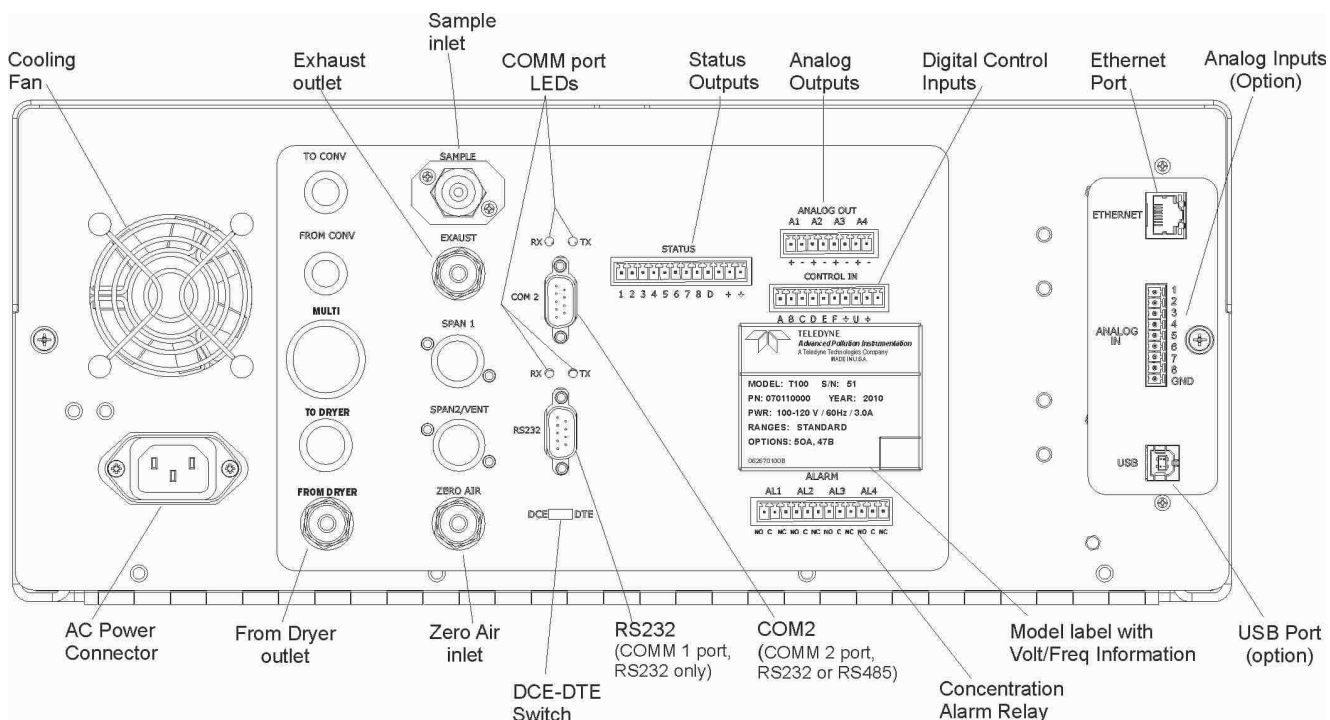 Sample
inlet
Cooling
Fan
Exhaust
outlet
COMM port
LEDs
Status
Outputs
Analog
Outputs
Digital Control
Inputs
Ethernet
Port
Analog Inputs
(Option)
TO CONV
SAMPLE
FROM CONV
EXAUST
MULTI
SPAN 1
TO DRYER
SPAN2/VENT
FROM DRYER
ZERO AIR
RX TX
COM 2
RX TX
RS232
DCE DTE
STATUS
1 2 3 4 5 6 7 8 D +
ANALOG OUT
A1 A2 A3 A4
+ - + - + - + -
CONTROL IN
A B C D E F U +
TELEDYNE
Advanced Pollution Instrumentation
A Teledyne Technologies Company
MADE IN U.S.A.
MODEL: T100 S/N: 51
PN: 070110000 YEAR: 2010
PWR: 100-120 V / 60Hz / 3.0A
RANGES: STANDARD
OPTIONS: 50A, 47B
ALARM
AL1 AL2 AL3 AL4
NO C NC NO C NC NO C NC NO C NC
ETHERNET
ANALOG
IN
1
2
3
4
5
6
7
8
GND
USB
AC Power
Connector
From Dryer
outlet
Zero Air
inlet
DCE-DTE
Switch
RS232
(COMM 1 port,
RS232 only)
COM2
(COMM 2 port,
RS232 or RS485)
Concentration
Alarm Relay
Model label with
Volt/Freq Information
USB Port
(option)